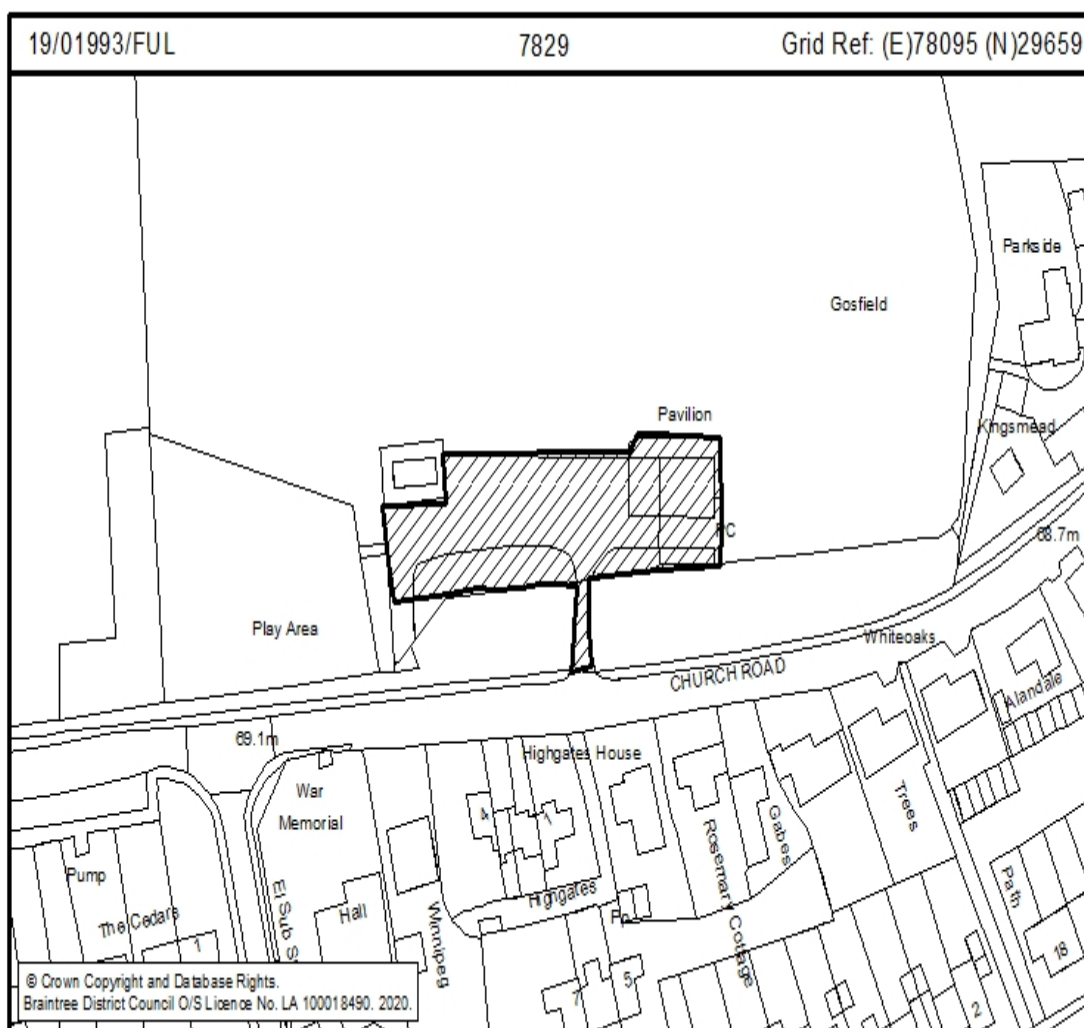 19/01993/FUL 7829 Grid Ref: (E)78095 (N)29659
Parkside
Gosfield
Pavilion
Kingsmead
68.7m
Play Area
Whiteoaks
CHURCH ROAD
Alandale
69.1m
Highgates House
War
Memorial
4
1
Trees
Gabes
Rosemary Cottage
Pump
The Cedars
1
El Sub
Hall
Winnipeg
Highgates
Path
18
7
5
2
© Crown Copyright and Database Rights.
Braintree District Council O/S Licence No. LA 100018490. 2020.